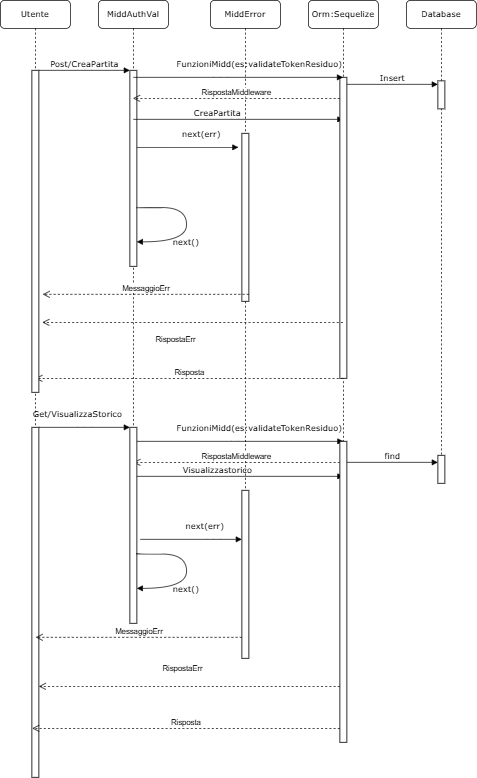 Utente
MiddAuthVal
MiddError
Orm:Sequelize
Database
Post/CreaPartita
FunzioniMidd(es:validateTokenResiduo)
Insert
RispostaMiddleware
CreaPartita
next(err)
next()
MessaggioErr
RispostaErr
Risposta
Get/VisualizzaStorico
FunzioniMidd(es:validateTokenResiduo)
RispostaMiddleware
find
Visualizzastorico
next(err)
next()
MessaggioErr
RispostaErr
Risposta